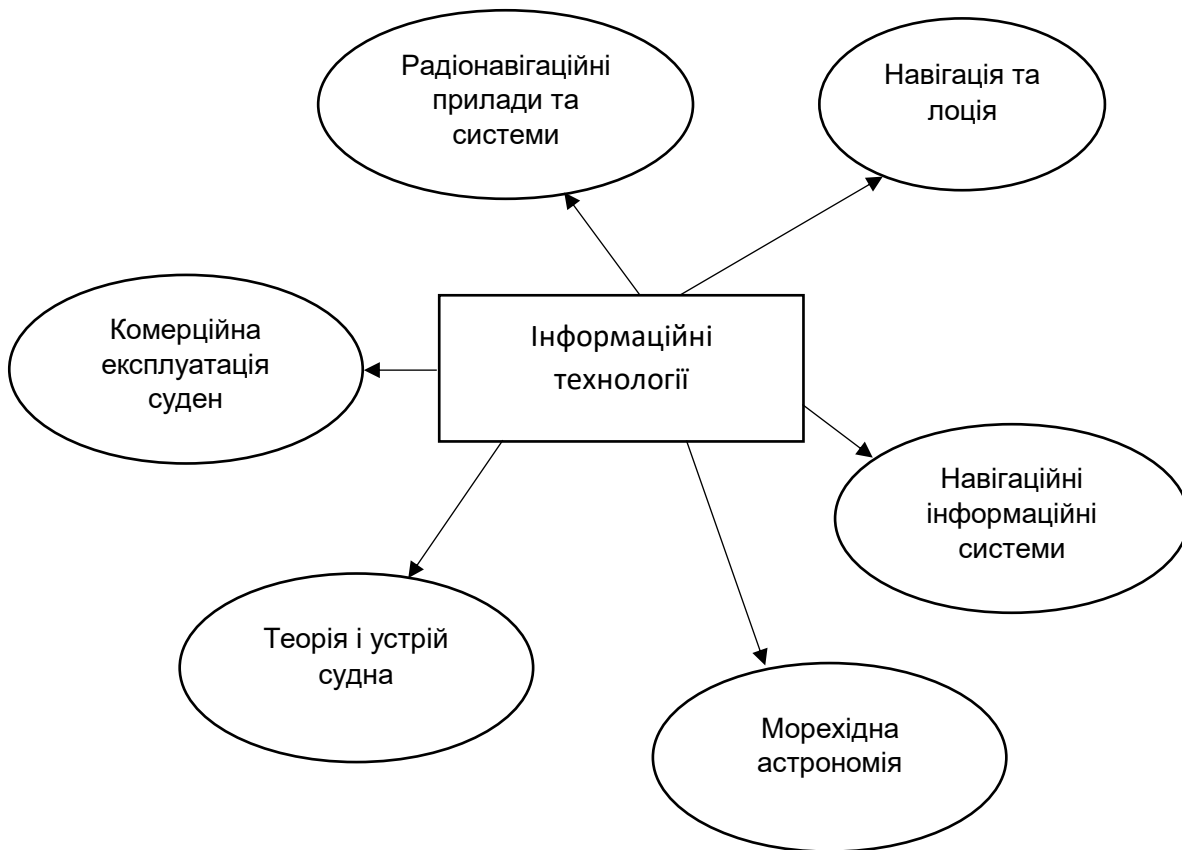 Радіонавігаційні
прилади та
системи
Навігація та
лоція
Комерційна
експлуатація
суден
Інформаційні
технології
Навігаційні
інформаційні
системи
Теорія і устрій
судна
Морехідна
астрономія